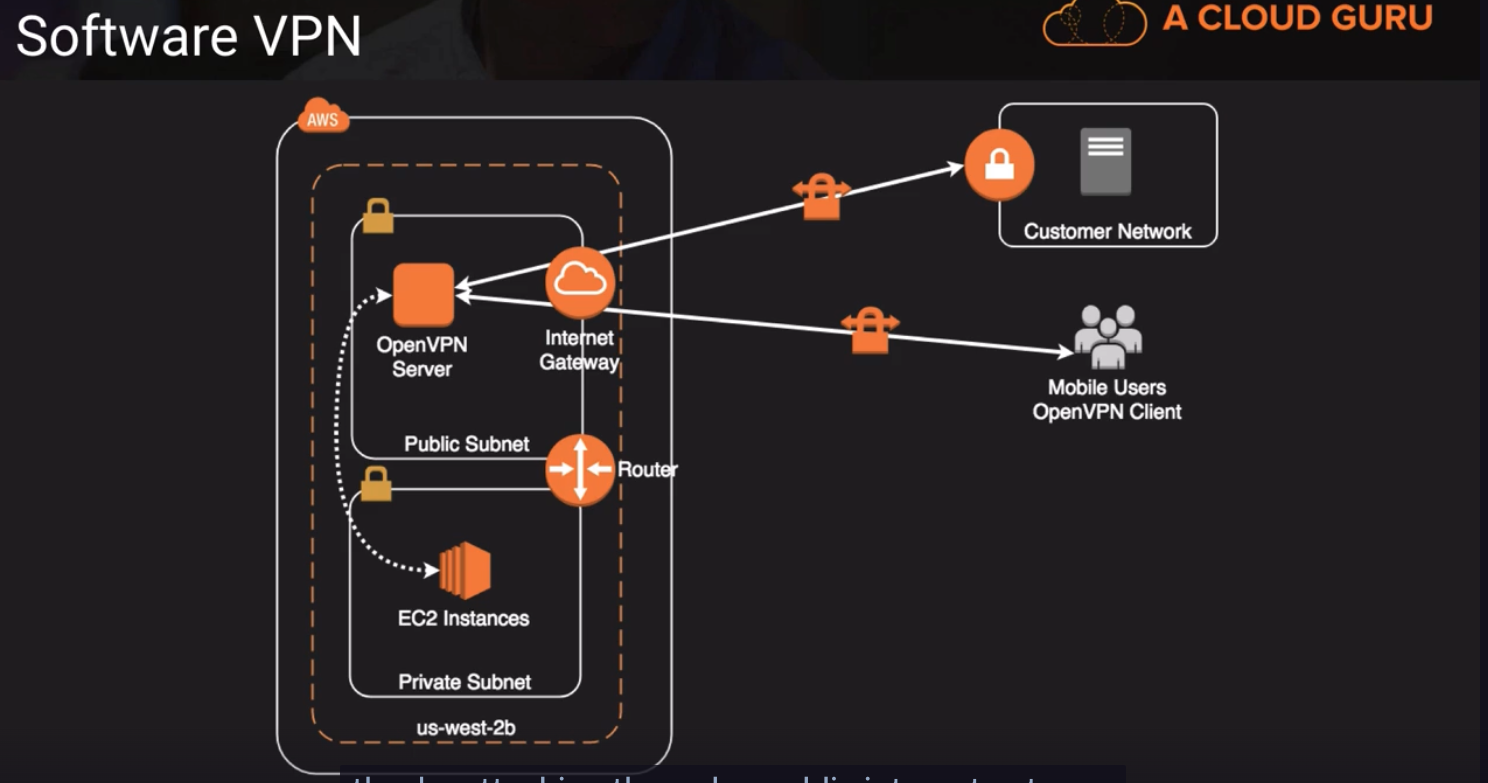 Software VPN
A CLOUD GURU
AWS
Customer Network
OpenVPN
Server
Internet
Gateway
Mobile Users
OpenVPN Client
Public Subnet
Router
EC2 Instances
Private Subnet
us-west-2b